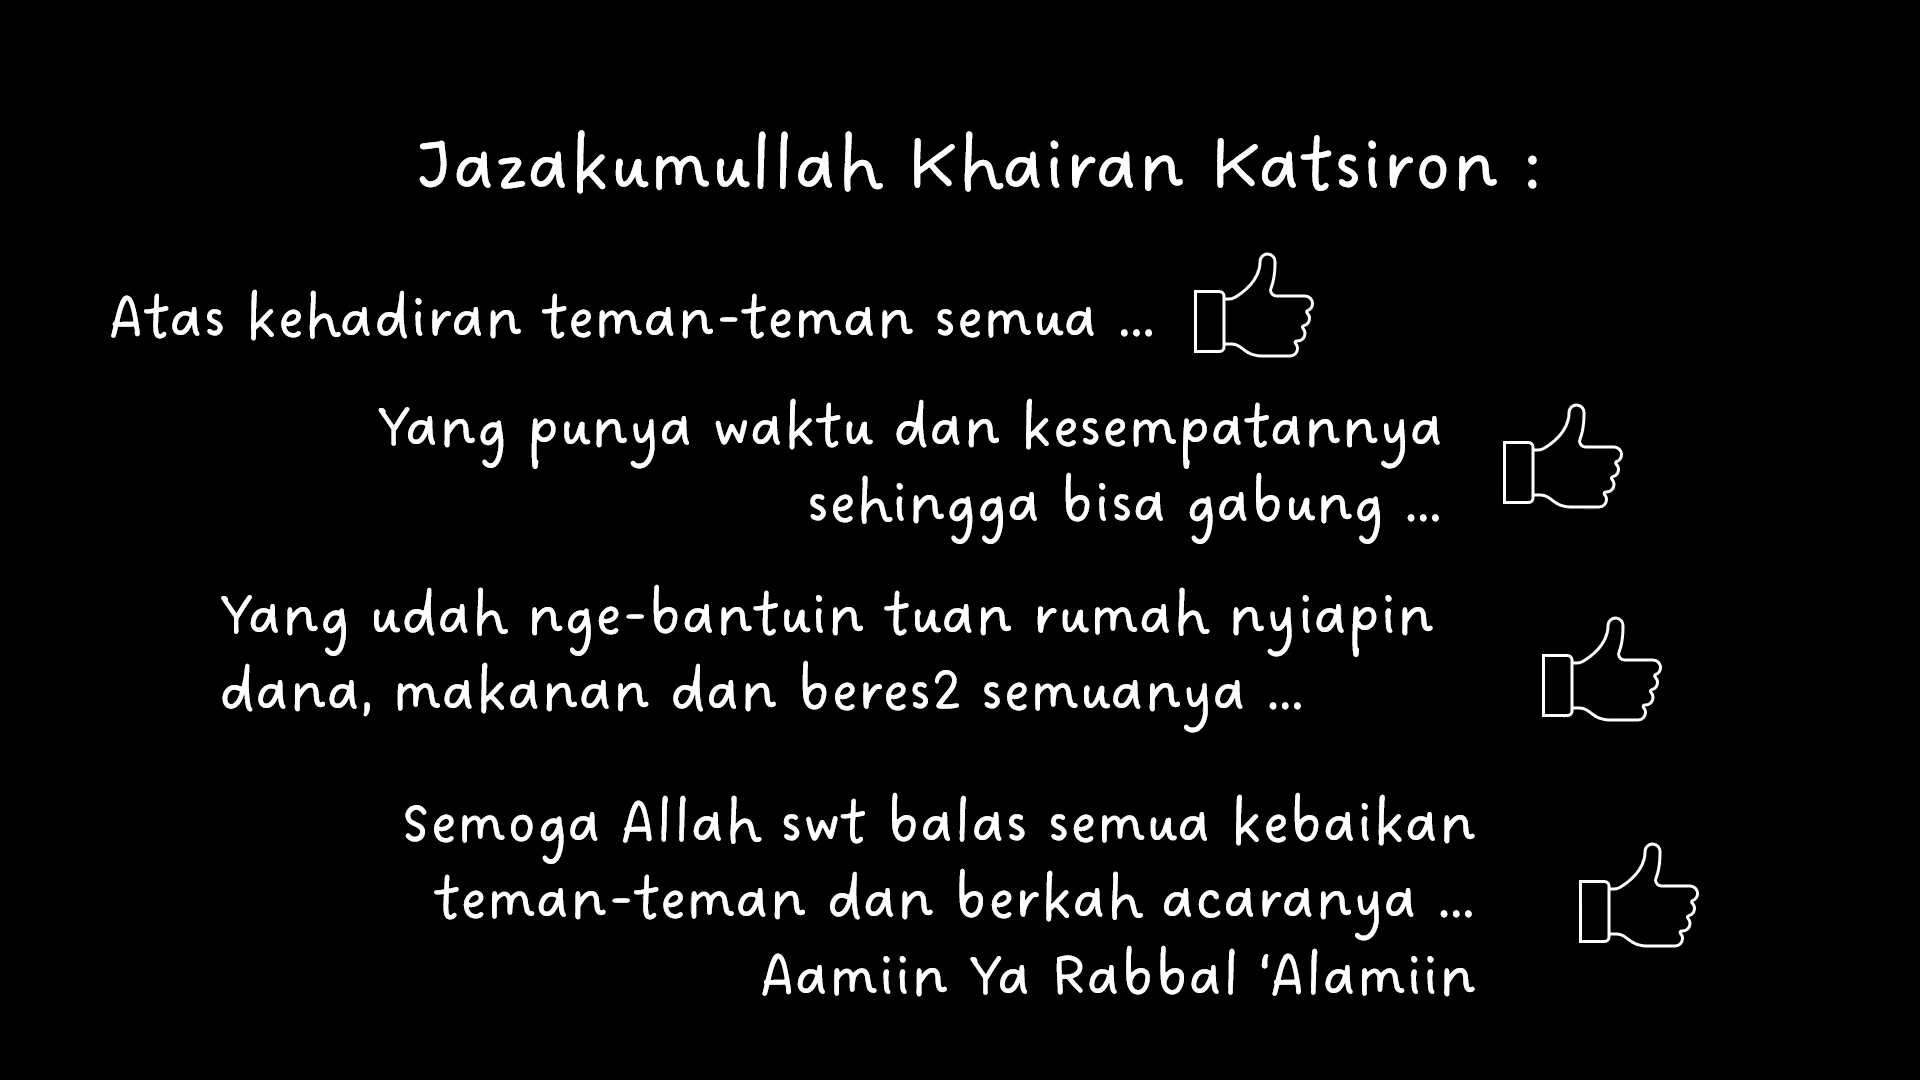 Jazakumullah Khairan Katsiron :
Atas kehadiran teman-teman semua ...
Yang punya waktu dan kesempatannya
sehingga bisa gabung ...
Yang udah nge-bantuin tuan rumah nyiapin
dana, makanan dan beres2 semuanya ...
Semoga Allah swt balas semua kebaikan
teman-teman dan berkah acaranya ...
Aamiin Ya Rabbal ‘Alamiin